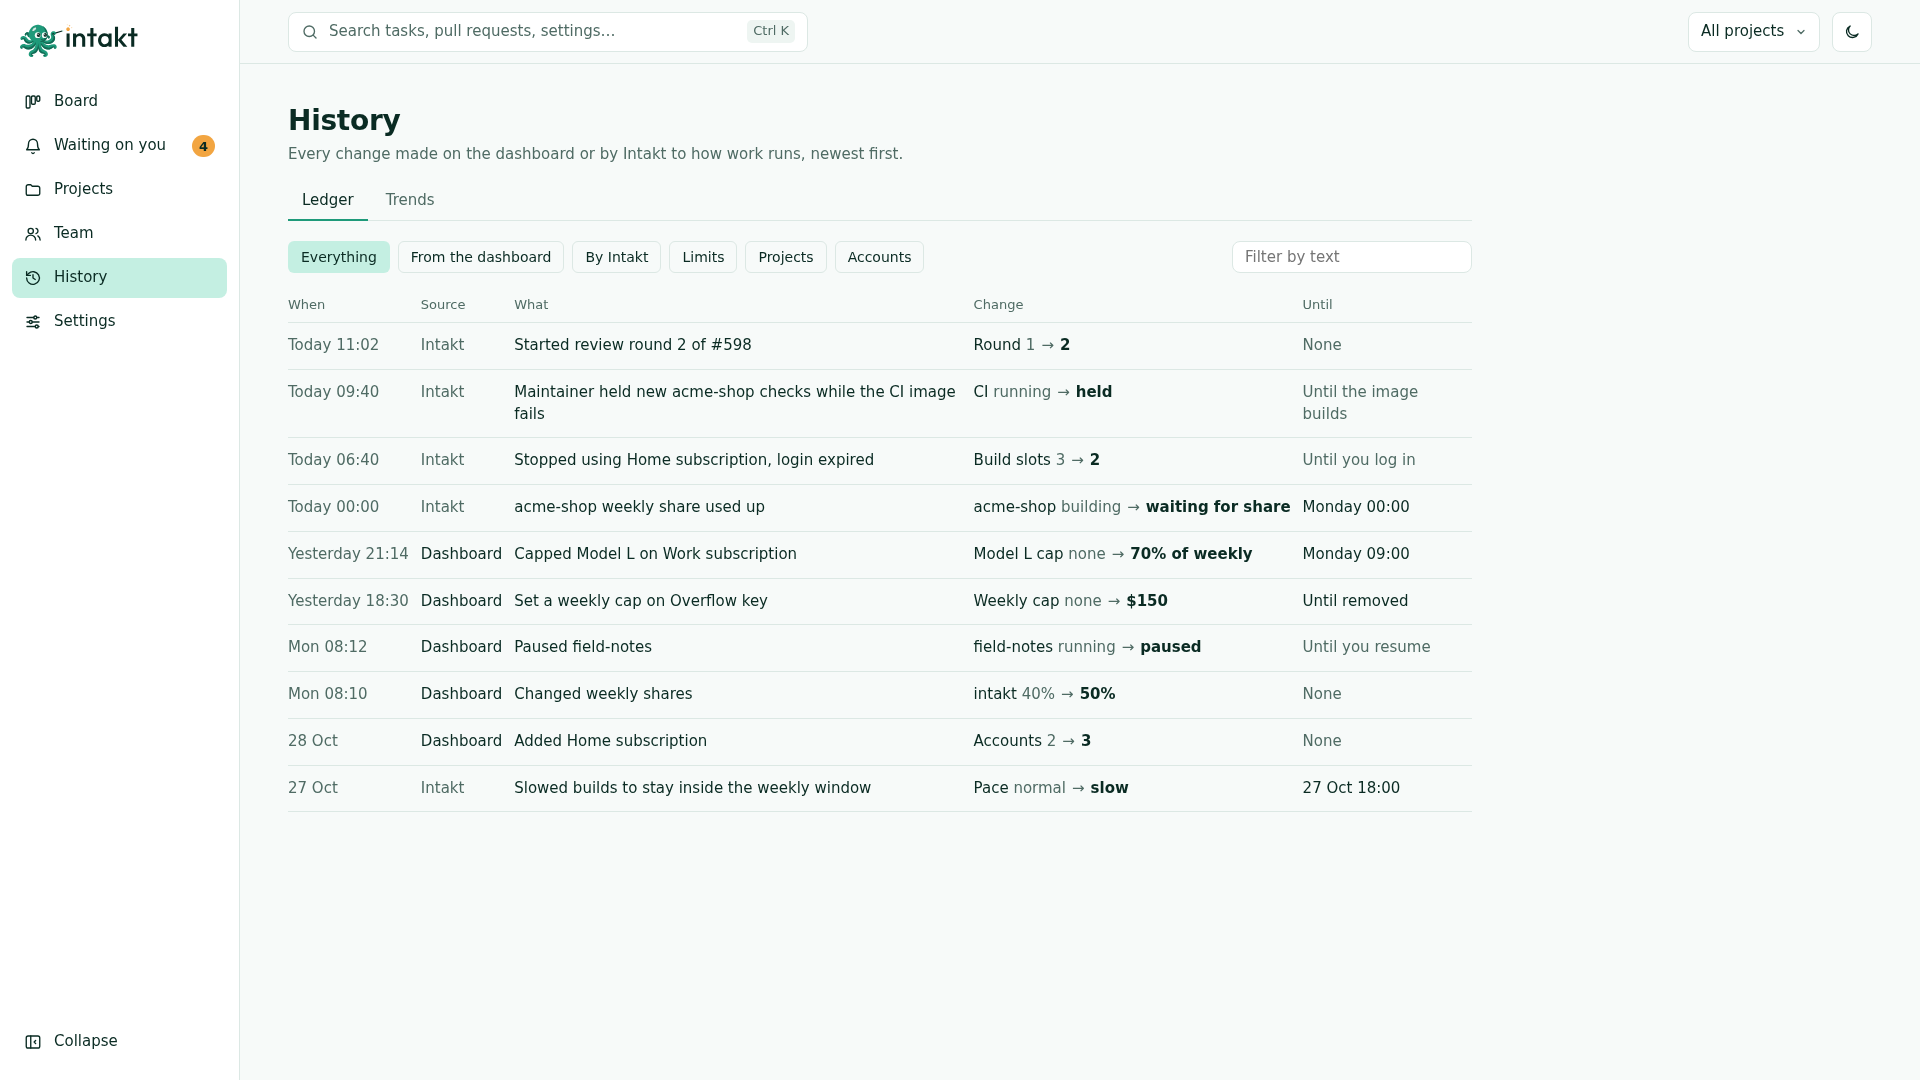 intakt
Search tasks, pull requests, settings...
Ctrl K
All projects
Board
Waiting on you
4
Projects
Team
History
Settings
Collapse
History
Every change made on the dashboard or by Intakt to how work runs, newest first.
Ledger
Trends
Everything
From the dashboard
By Intakt
Limits
Projects
Accounts
Filter by text
When Source What Change Until
Today 11:02 Intakt Started review round 2 of #598 Round 1 → 2 None
Today 09:40 Intakt Maintainer held new acme-shop checks while the CI image CI running → held Until the image
fails builds
Today 06:40 Intakt Stopped using Home subscription, login expired Build slots 3 → 2 Until you log in
Today 00:00 Intakt acme-shop weekly share used up acme-shop building → waiting for share Monday 00:00
Yesterday 21:14 Dashboard Capped Model L on Work subscription Model L cap none → 70% of weekly Monday 09:00
Yesterday 18:30 Dashboard Set a weekly cap on Overflow key Weekly cap none → $150 Until removed
Mon 08:12 Dashboard Paused field-notes field-notes running → paused Until you resume
Mon 08:10 Dashboard Changed weekly shares intakt 40% → 50% None
28 Oct Dashboard Added Home subscription Accounts 2 → 3 None
27 Oct Intakt Slowed builds to stay inside the weekly window Pace normal → slow 27 Oct 18:00